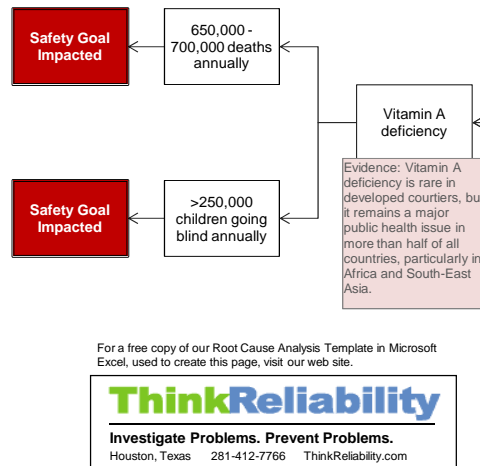 Safety Goal
Impacted
650,000 -
700,000 deaths
annually
Vitamin A
deficiency
Evidence: Vitamin A
deficiency is rare in
developed courtiers, bu
it remains a major
public health issue in
more than half of all
countries, particularly in
Africa and South-East
Asia.
Safety Goal
Impacted
>250,000
children going
blind annually
For a free copy of our Root Cause Analysis Template in Microsoft
Excel, used to create this page, visit our web site.
ThinkReliability
Investigate Problems. Prevent Problems.
Houston, Texas 281-412-7766 ThinkReliability.com